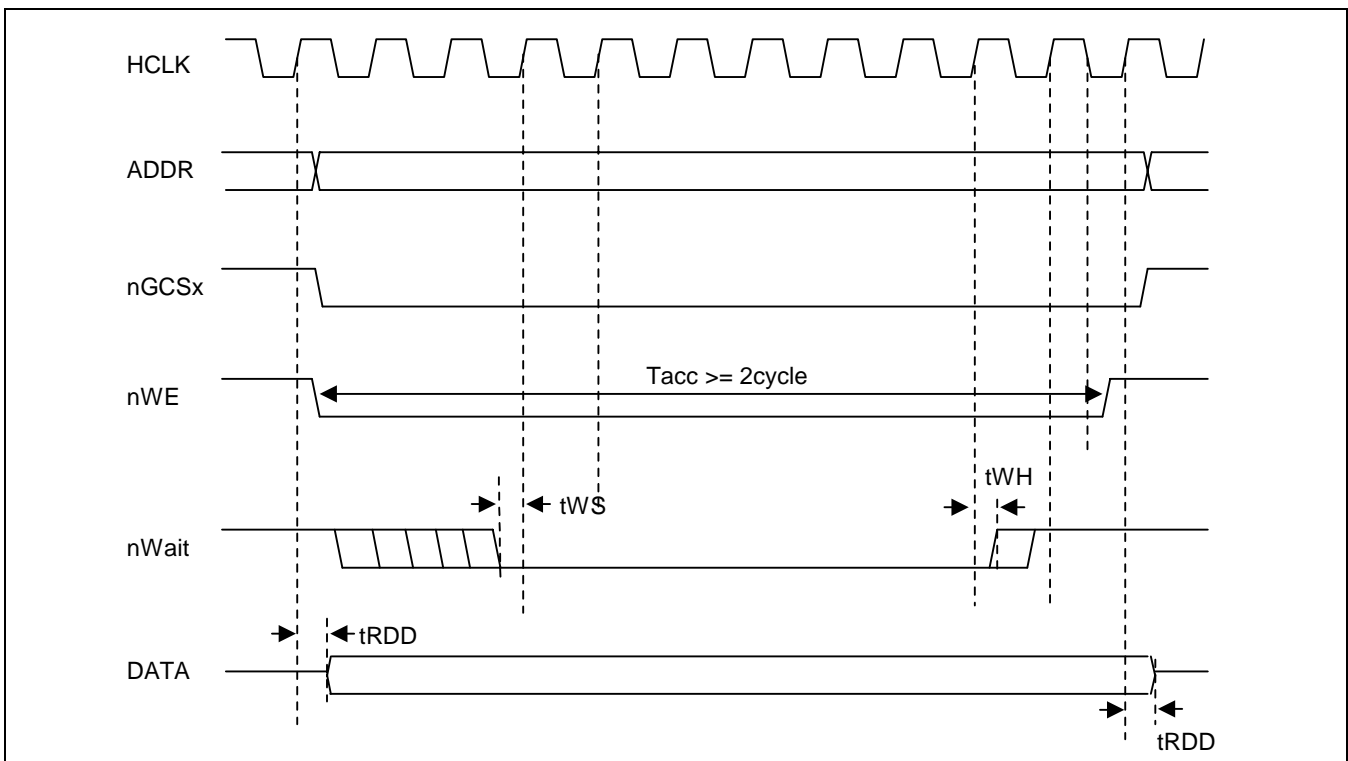 HCLK
ADDR
nGCSx
Tacc >= 2cycle
nWE
tWH
tWS
nWait
tRDD
DATA
tRDD